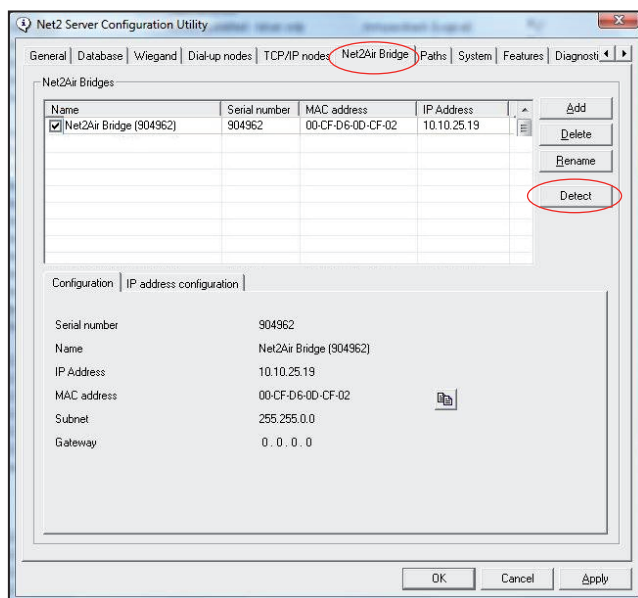 Net2 Server Configuration Utility
General Database Wiegand Dial-up nodes TCP/IP nodes Net2Air Bridge Paths System Features Diagnosti
Net2Air Bridges
Name Serial number MAC address IP Address
Net2Air Bridge (904962) 904962 00-CF-D6-0D-CF-02 10.10.25.19
Add
Delete
Rename
Detect
Configuration IP address configuration
Serial number 904962
Name Net2Air Bridge (904962)
IP Address 10.10.25.19
MAC address 00-CF-D6-0D-CF-02
Subnet 255.255.0.0
Gateway 0 . 0 . 0 . 0
OK Cancel Apply